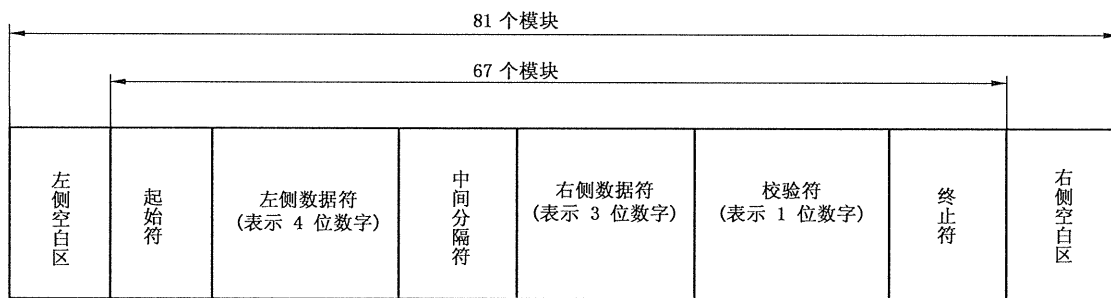 81 个模块
67 个模块
左侧空白区
起始符
左侧数据符
(表示 4 位数字)
中间分隔符
右侧数据符
(表示 3 位数字)
校验符
(表示 1 位数字)
终止符
右侧空白区